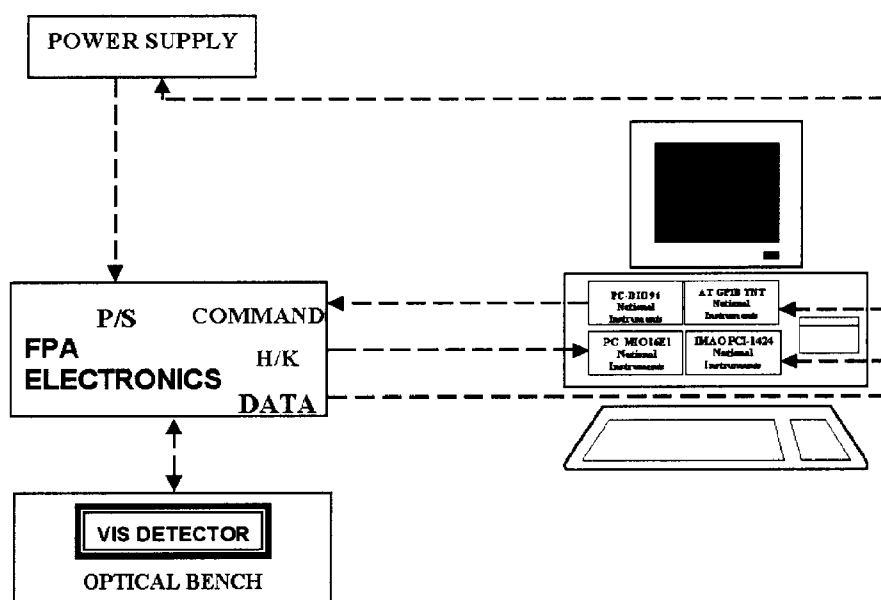 POWER SUPPLY
PC-DIO96
National
Instruments
AT GPIB TNT
National
Instruments
P/S
COMMAND
FPA
ELECTRONICS
H/K
DATA
PC MIO16E1
National
Instruments
IMAQ PCI-1424
National
Instruments
VIS DETECTOR
OPTICAL BENCH